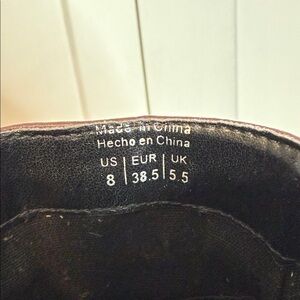 Made in China
Hecho en China
US | EUR | UK
8 | 38.5 | 5.5